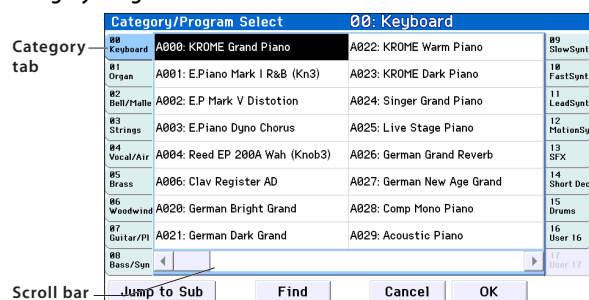 Category/Program Select 00: Keyboard
Category
tab
00
Keyboard
01
Organ
02
Bell/Malle
03
Strings
04
Vocal/Air
05
Brass
06
Woodwind
07
Guitar/Pl
08
Bass/Syn
A000: KROME Grand Piano
A001: E.Piano Mark I R&B (Kn3)
A002: E.P Mark V Distotion
A003: E.Piano Dyno Chorus
A004: Reed EP 200A Wah (Knob3)
A006: Clav Register AD
A020: German Bright Grand
A021: German Dark Grand
A022: KROME Warm Piano
A023: KROME Dark Piano
A024: Singer Grand Piano
A025: Live Stage Piano
A026: German Grand Reverb
A027: German New Age Grand
A028: Comp Mono Piano
A029: Acoustic Piano
09
SlowSynt
10
FastSynt
11
LeadSynt
12
MotionSy
13
SFX
14
Short Dec
15
Drums
16
User 16
17
User 17
Scroll bar
Jump to Sub Find Cancel OK